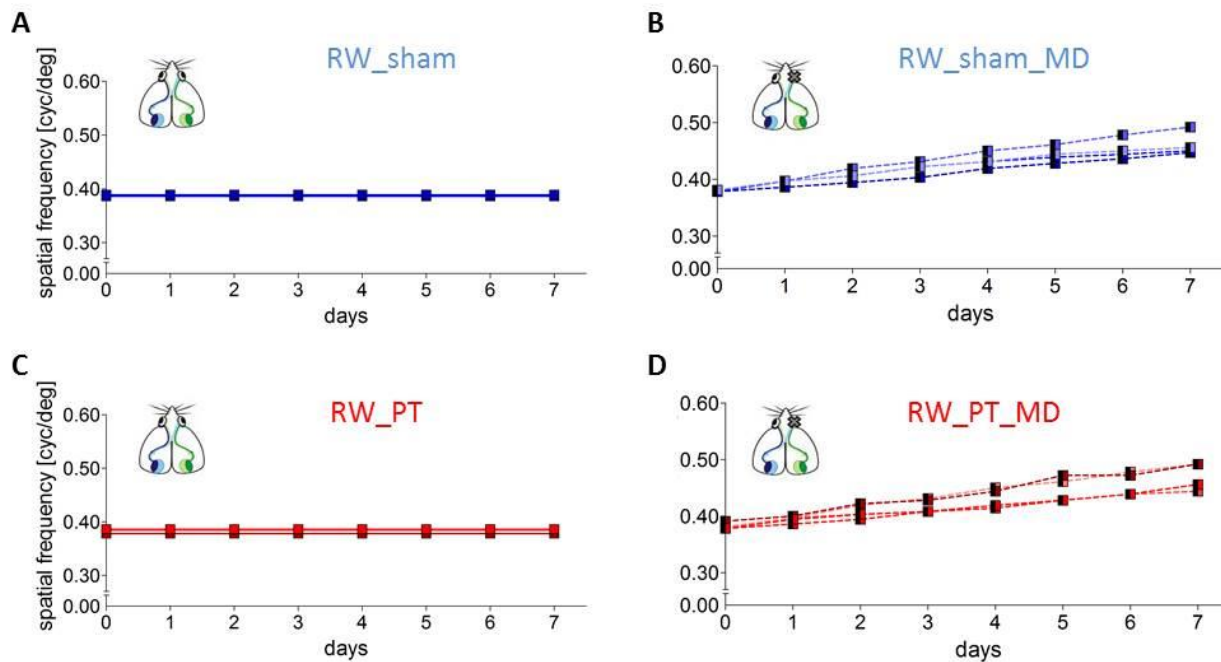 A
RW_sham
spatial frequency [cyc/deg]
0.60
0.50
0.40
0.30
0.00
0 1 2 3 4 5 6 7
days
B
RW_sham_MD
0.60
0.50
0.40
0.30
0.00
0 1 2 3 4 5 6 7
days
C
RW_PT
spatial frequency [cyc/deg]
0.60
0.50
0.40
0.30
0.00
0 1 2 3 4 5 6 7
days
D
RW_PT_MD
0.60
0.50
0.40
0.30
0.00
0 1 2 3 4 5 6 7
days